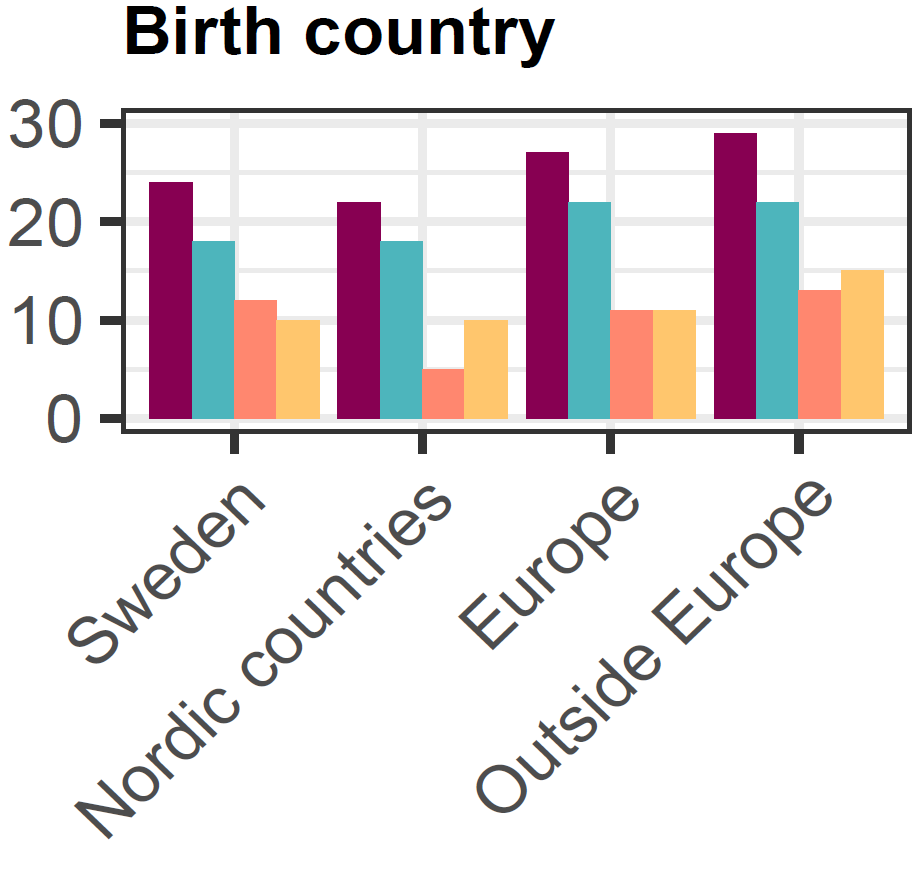 Birth country
30
20
10
0
Sweden
Nordic countries
Europe
Outside Europe